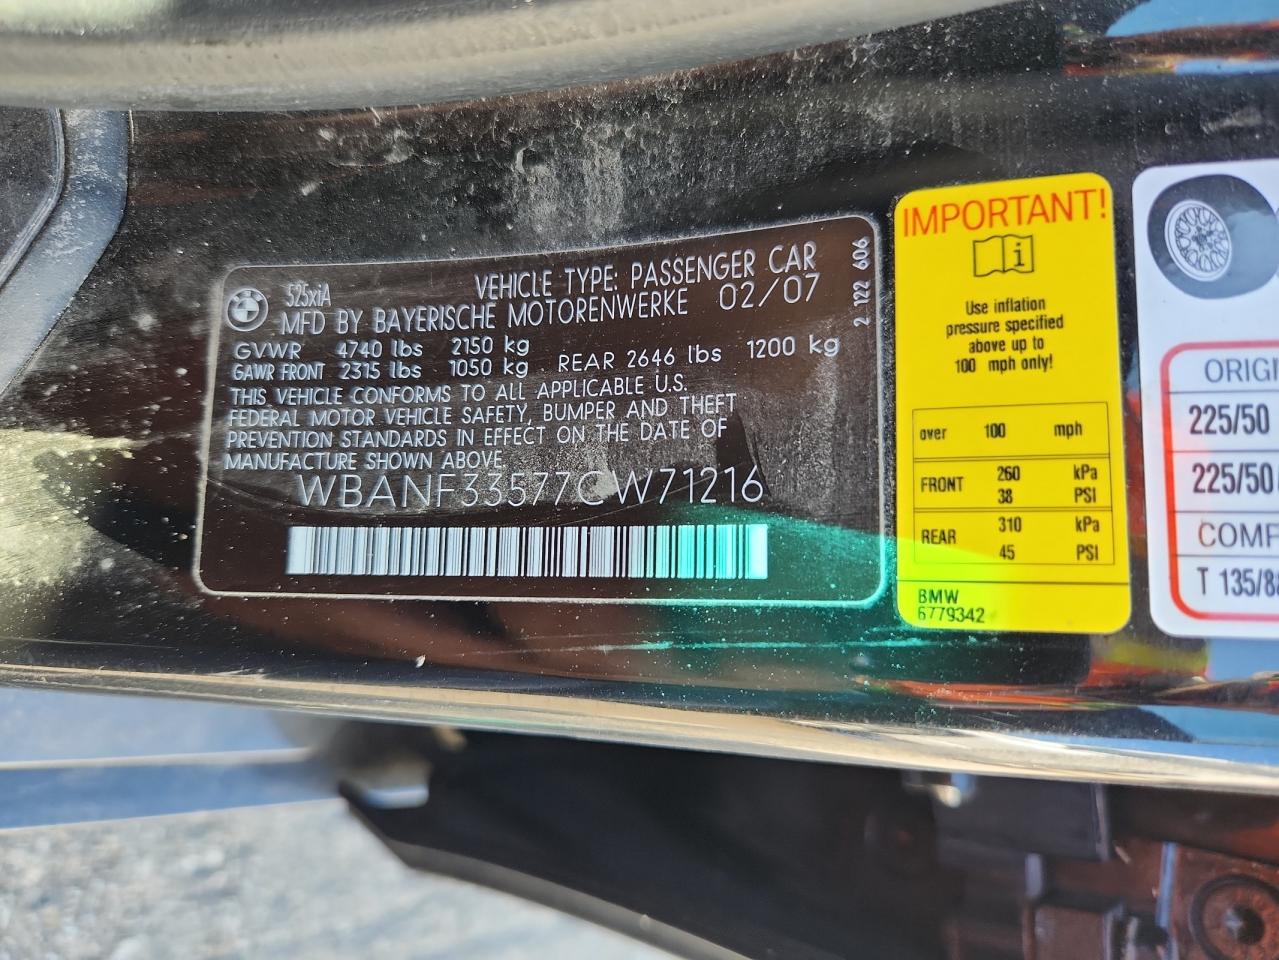 525xiA
VEHICLE TYPE: PASSENGER CAR
MFD BY BAYERISCHE MOTORENWERKE 02/07
GVWR 4740 lbs 2150 kg
GAWR FRONT 2315 lbs 1050 kg REAR 2646 lbs 1200 kg
THIS VEHICLE CONFORMS TO ALL APPLICABLE U.S.
FEDERAL MOTOR VEHICLE SAFETY, BUMPER AND THEFT
PREVENTION STANDARDS IN EFFECT ON THE DATE OF
MANUFACTURE SHOWN ABOVE
WBANF33577CW71216
2 122 606
IMPORTANT!
i
Use inflation
pressure specified
above up to
100 mph only!
over 100 mph
FRONT 260 kPa
38 PSI
REAR 310 kPa
45 PSI
BMW
6779342
ORIGI
225/50
225/50
COMP
T 135/8